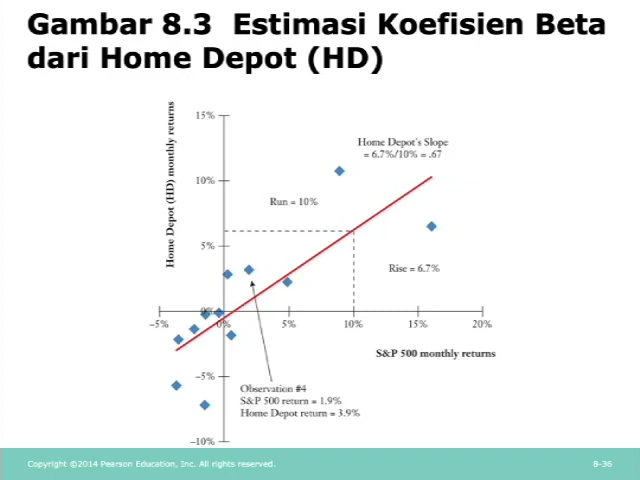 Gambar 8.3 Estimasi Koefisien Beta
dari Home Depot (HD)
Home Depot (HD) monthly returns
15%
10%
5%
0%
−5%
−10%
Home Depot's Slope
= 6.7%/10% = .67
Run = 10%
Rise = 6.7%
−5%
0%
5%
10%
15%
20%
S&P 500 monthly returns
Observation #4
S&P 500 return = 1.9%
Home Depot return = 3.9%
Copyright ©2014 Pearson Education, Inc. All rights reserved.
8-36